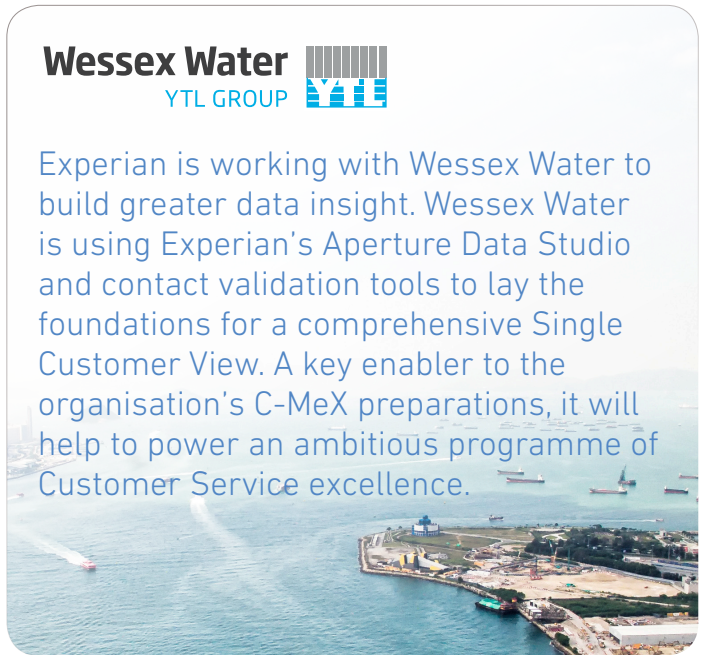 Wessex Water
YTL GROUP
YTL
Experian is working with Wessex Water to
build greater data insight. Wessex Water
is using Experian’s Aperture Data Studio
and contact validation tools to lay the
foundations for a comprehensive Single
Customer View. A key enabler to the
organisation’s C-MeX preparations, it will
help to power an ambitious programme of
Customer Service excellence.